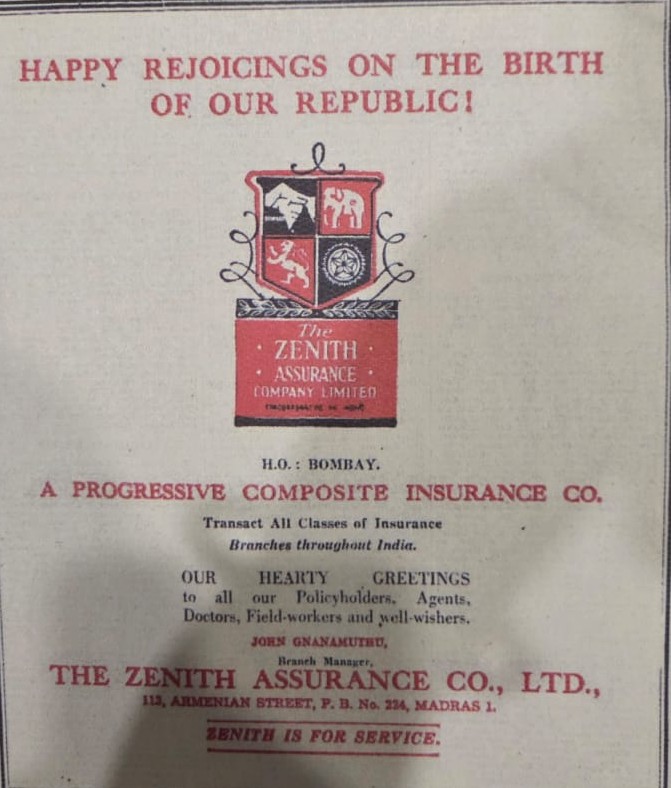 HAPPY REJOICINGS ON THE BIRTH
OF OUR REPUBLIC!
The
· ZENITH ·
· ASSURANCE ·
COMPANY LIMITED
H.O.: BOMBAY.
A PROGRESSIVE COMPOSITE INSURANCE CO.
Transact All Classes of Insurance
Branches throughout India.
OUR HEARTY GREETINGS
to all our Policyholders, Agents,
Doctors, Field-workers and well-wishers.
JOHN GNANAMUTHU,
Branch Manager,
THE ZENITH ASSURANCE CO., LTD.,
112, ARMENIAN STREET, P. B. No. 224, MADRAS 1.
ZENITH IS FOR SERVICE.